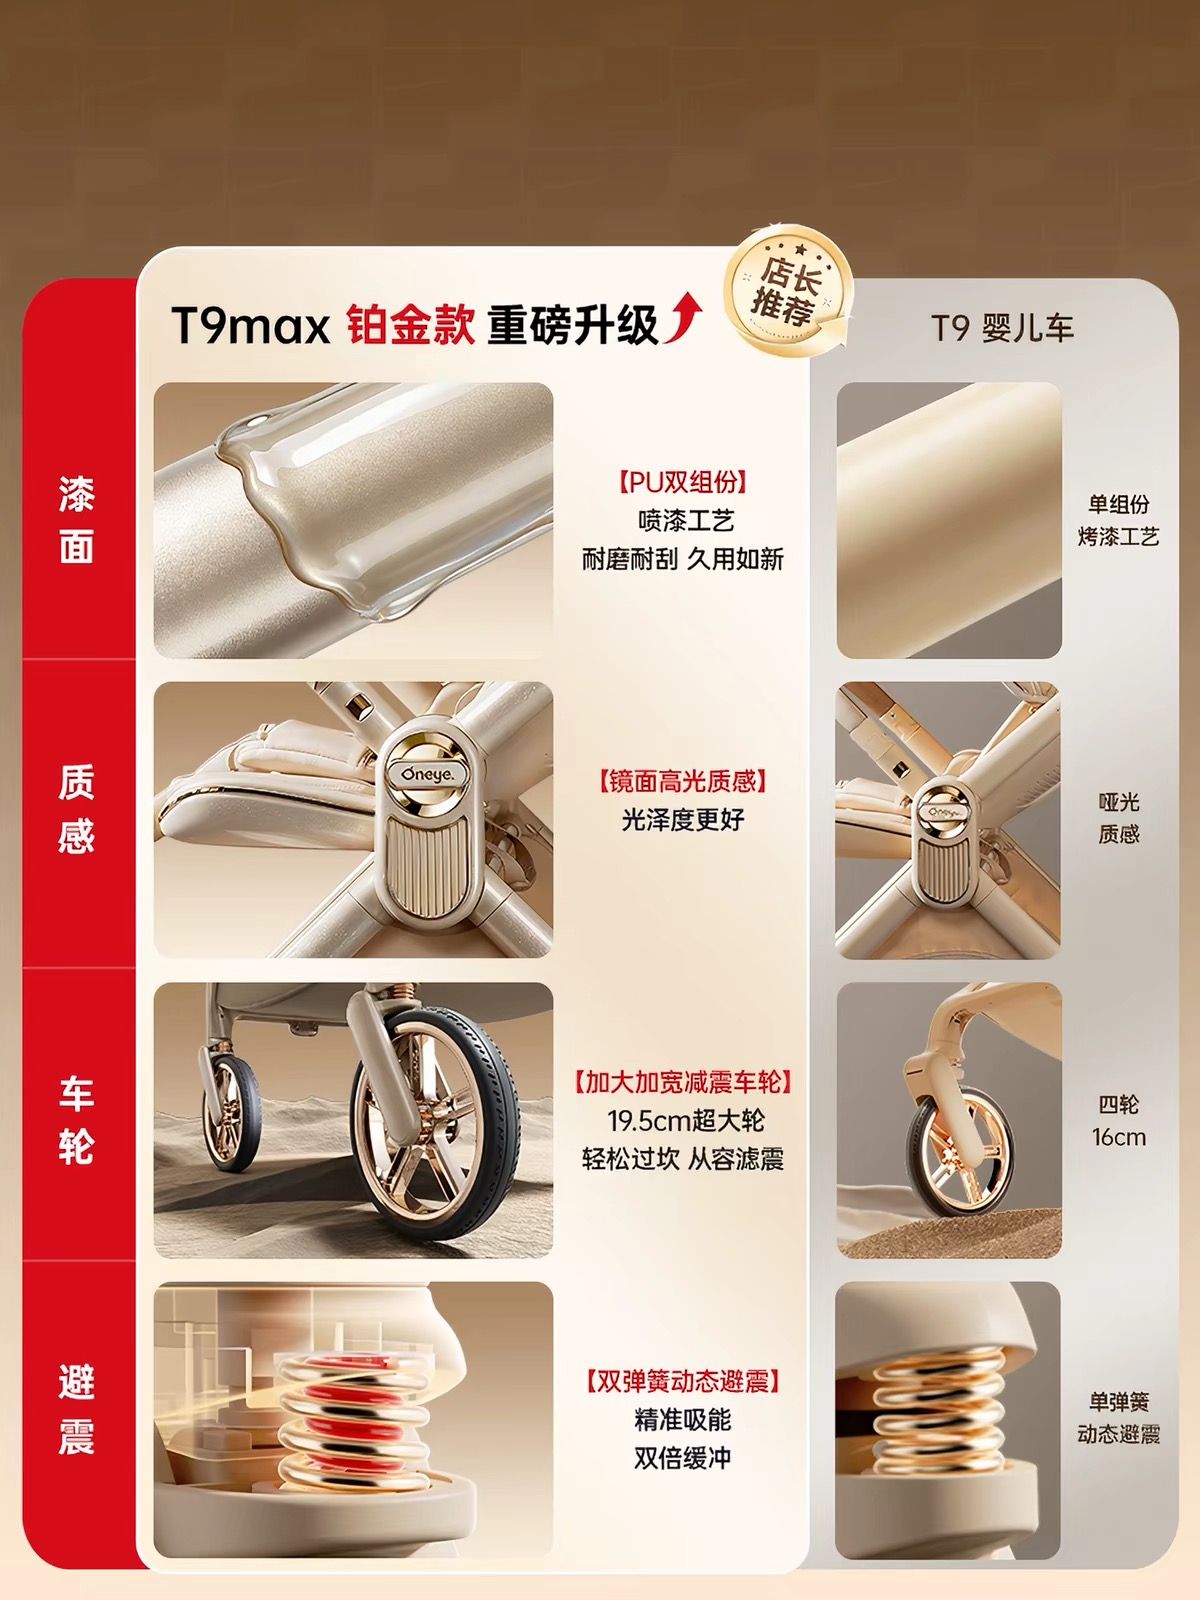 店长
推荐
T9max 铂金款 重磅升级
T9 婴儿车
漆面
【PU双组份】
喷漆工艺
耐磨耐刮 久用如新
单组份
烤漆工艺
质感
Oneye.
【镜面高光质感】
光泽度更好
Oneye.
哑光
质感
车轮
【加大加宽减震车轮】
19.5cm超大轮
轻松过坎 从容滤震
四轮
16cm
避震
【双弹簧动态避震】
精准吸能
双倍缓冲
单弹簧
动态避震